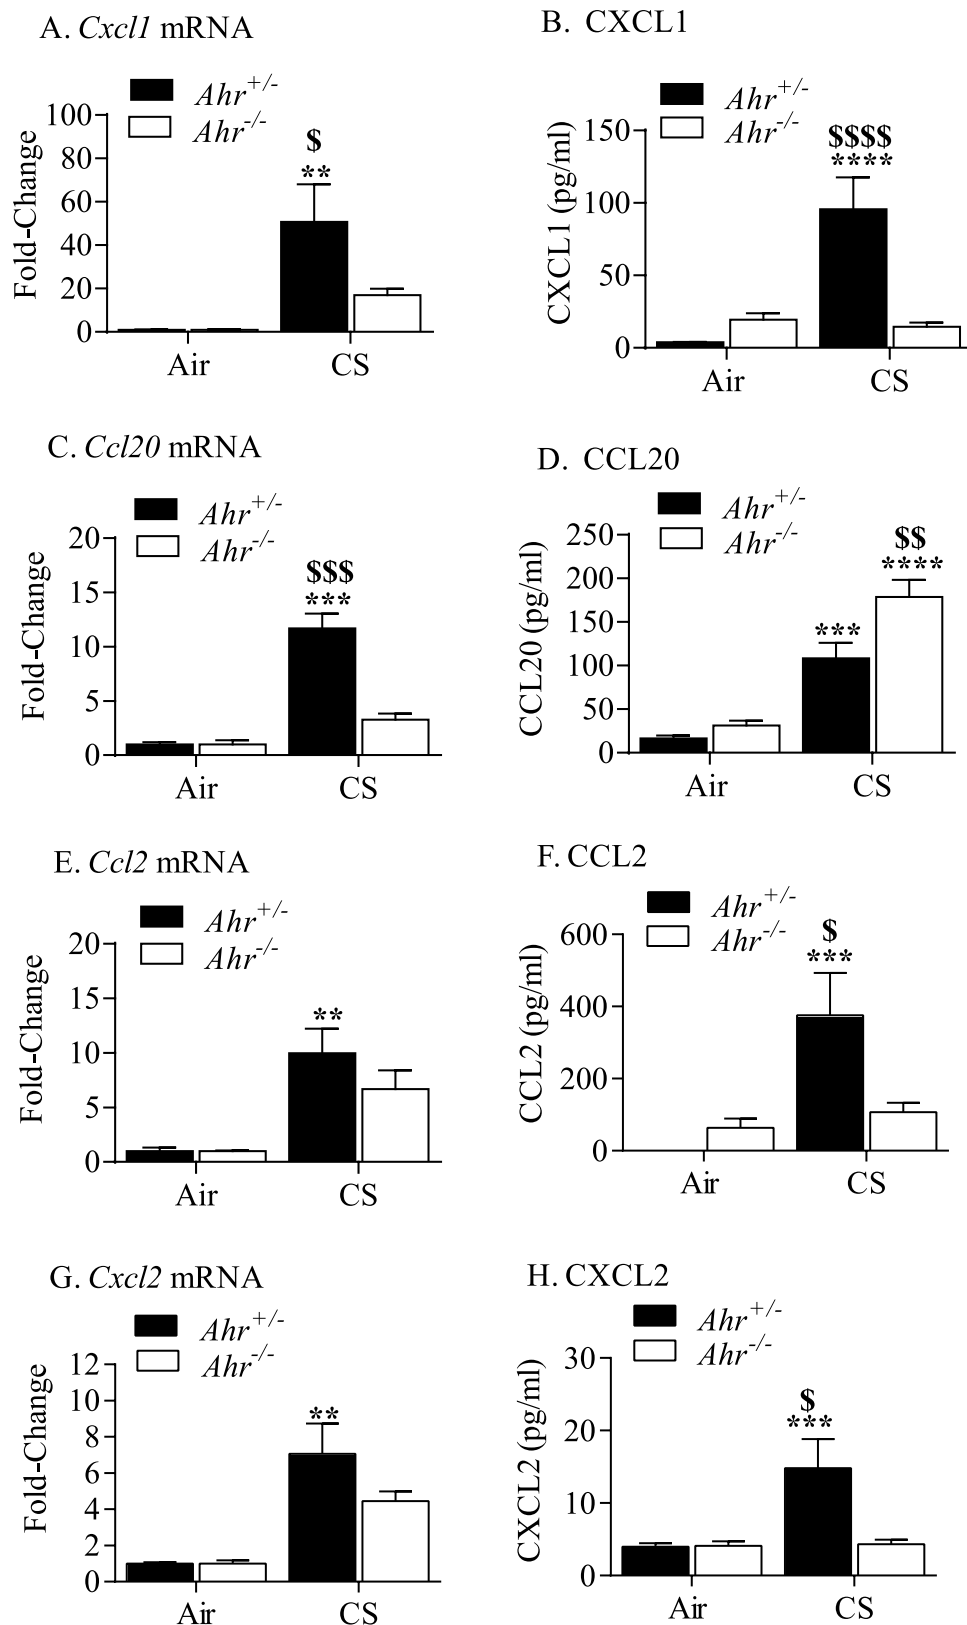 A. Cxcl1 mRNA
Ahr+/-
Ahr-/-
Fold-Change
100
80
60
40
20
0
$
**
Air
CS
B. CXCL1
Ahr+/-
Ahr-/-
CXCL1 (pg/ml)
150
100
50
0
$$$$
****
Air
CS
C. Ccl20 mRNA
Ahr+/-
Ahr-/-
Fold-Change
20
15
10
5
0
$$$
***
Air
CS
D. CCL20
Ahr+/-
Ahr-/-
CCL20 (pg/ml)
250
200
150
100
50
0
***
$$
****
Air
CS
E. Ccl2 mRNA
Ahr+/-
Ahr-/-
Fold-Change
20
15
10
5
0
**
Air
CS
F. CCL2
Ahr+/-
Ahr-/-
CCL2 (pg/ml)
600
400
200
0
$
***
Air
CS
G. Cxcl2 mRNA
Ahr+/-
Ahr-/-
Fold-Change
12
10
8
6
4
2
0
**
Air
CS
H. CXCL2
Ahr+/-
Ahr-/-
CXCL2 (pg/ml)
30
20
10
0
$
***
Air
CS